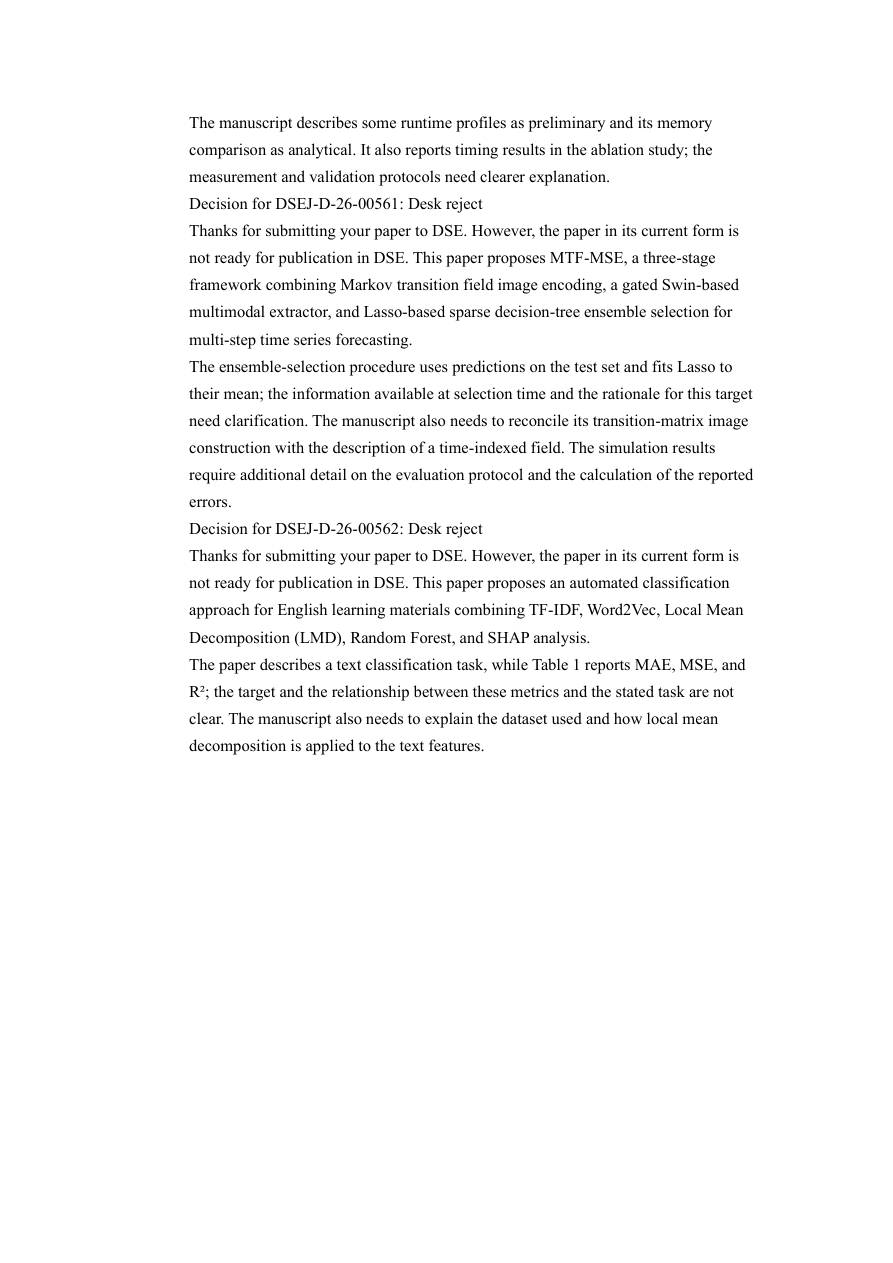 The manuscript describes some runtime profiles as preliminary and its memory
comparison as analytical. It also reports timing results in the ablation study; the
measurement and validation protocols need clearer explanation.
Decision for DSEJ-D-26-00561: Desk reject
Thanks for submitting your paper to DSE. However, the paper in its current form is
not ready for publication in DSE. This paper proposes MTF-MSE, a three-stage
framework combining Markov transition field image encoding, a gated Swin-based
multimodal extractor, and Lasso-based sparse decision-tree ensemble selection for
multi-step time series forecasting.
The ensemble-selection procedure uses predictions on the test set and fits Lasso to
their mean; the information available at selection time and the rationale for this target
need clarification. The manuscript also needs to reconcile its transition-matrix image
construction with the description of a time-indexed field. The simulation results
require additional detail on the evaluation protocol and the calculation of the reported
errors.
Decision for DSEJ-D-26-00562: Desk reject
Thanks for submitting your paper to DSE. However, the paper in its current form is
not ready for publication in DSE. This paper proposes an automated classification
approach for English learning materials combining TF-IDF, Word2Vec, Local Mean
Decomposition (LMD), Random Forest, and SHAP analysis.
The paper describes a text classification task, while Table 1 reports MAE, MSE, and
R²; the target and the relationship between these metrics and the stated task are not
clear. The manuscript also needs to explain the dataset used and how local mean
decomposition is applied to the text features.